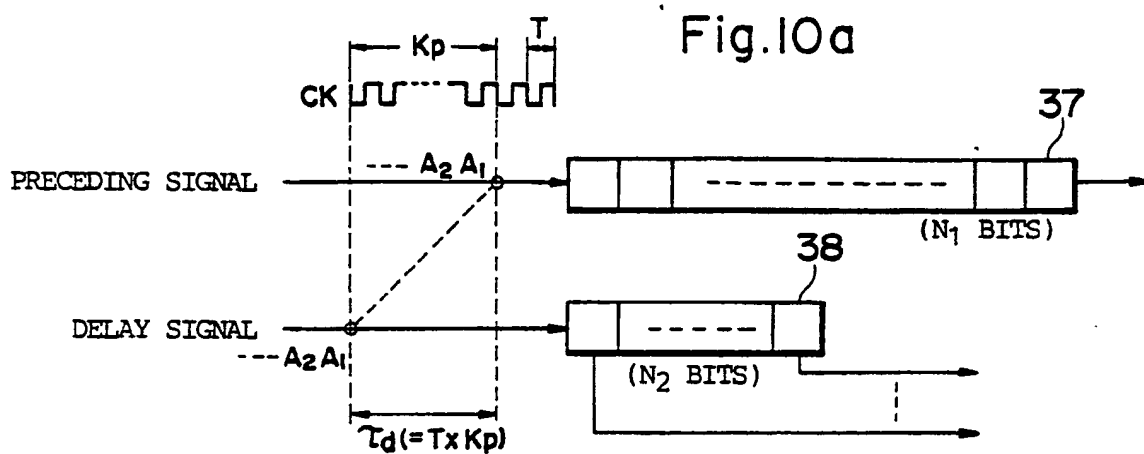 Fig.10a
Kp
T
CK
37
PRECEDING SIGNAL
--- A2 A1
(N1 BITS)
38
DELAY SIGNAL
--- A2 A1
(N2 BITS)
τd(=T×Kp)